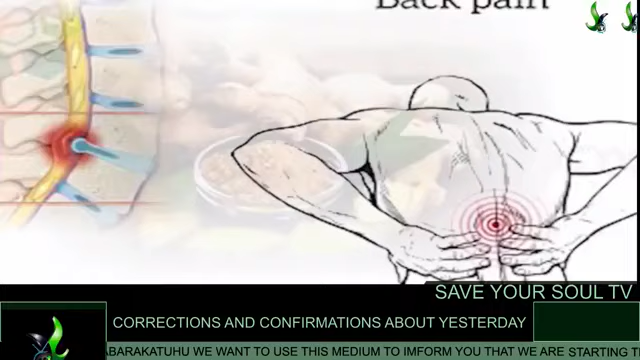 Back pain
SAVE YOUR SOUL TV
CORRECTIONS AND CONFIRMATIONS ABOUT YESTERDAY
ABARAKATUHU WE WANT TO USE THIS MEDIUM TO IMFORM YOU THAT WE ARE STARTING